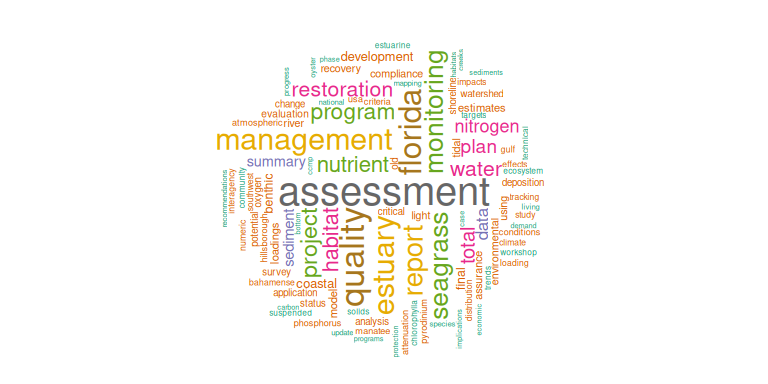 estuarine
phase
development
oyster
recovery
compliance
mapping
habitats
creeks
sediments
progress
restoration
florida
monitoring
impacts
shoreline
watershed
national
usa
criteria
change
program
estimates
targets
evaluation
atmospheric
river
nitrogen
technical
management
tidal
plan
gulf
summary
nutrient
old
water
effects
ecosystem
ccmp
deposition
recommendations
interagency
community
southwest
oxygen
benthic
assessment
tracking
living
using
study
numeric
potential
hillsborough
loadings
sediment
bottom
project
habitat
quality
critical
light
estuary
report
seagrass
case
total
data
demand
conditions
environmental
climate
workshop
loading
survey
bahamense
coastal
final
assurance
trends
application
status
model
distribution
economic
carbon
suspended
solids
phosphorus
analysis
update
manatee
programs
protection
attenuation
chlorophylla
pyrodinium
species
implications